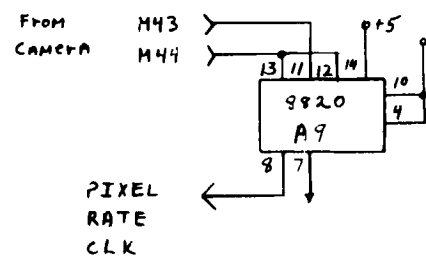 FROM M43
CAMERA M44
+5
13 11 12 14
10
9820
4
A9
8 7
PIXEL
RATE
CLK